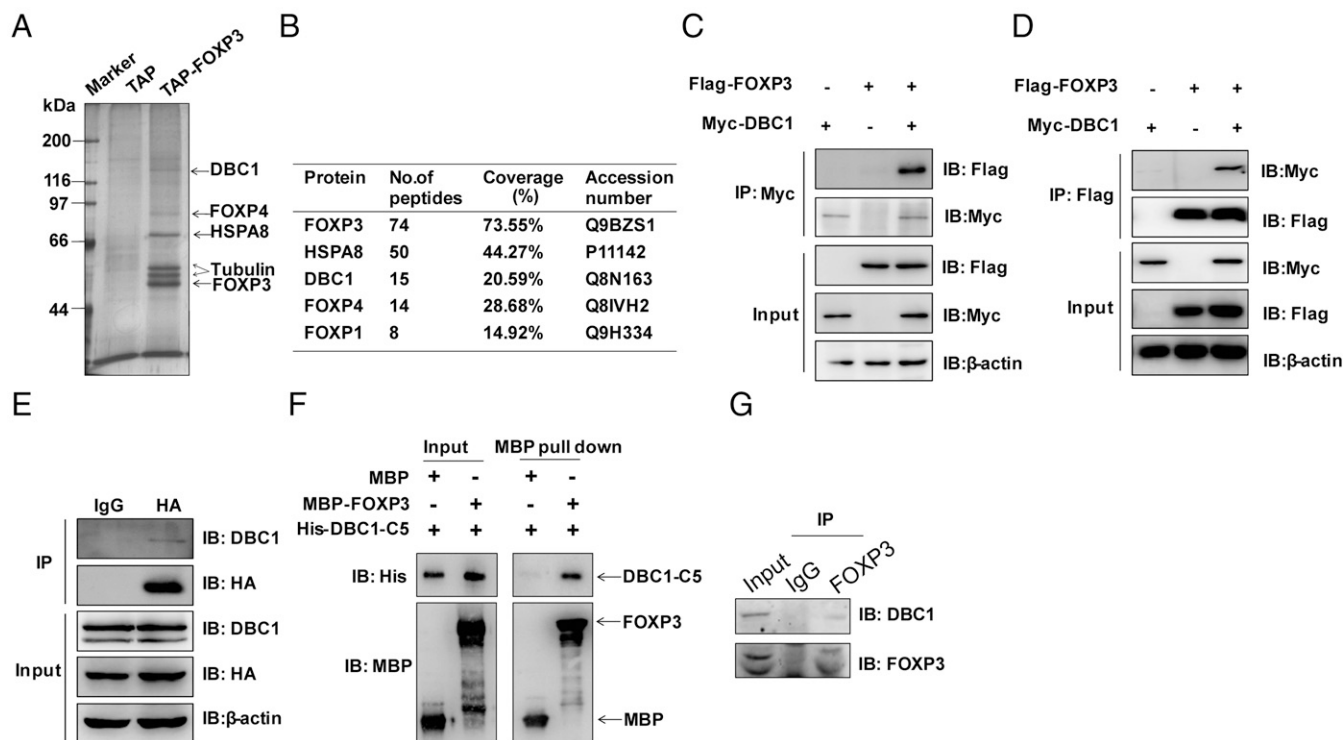 A
Marker
TAP
TAP-FOXP3
kDa
200
116
97
66
44
DBC1
FOXP4
HSPA8
Tubulin
FOXP3
B
Protein No.of peptides Coverage (%) Accession number
FOXP3 74 73.55% Q9BZS1
HSPA8 50 44.27% P11142
DBC1 15 20.59% Q8N163
FOXP4 14 28.68% Q8IVH2
FOXP1 8 14.92% Q9H334
C
Flag-FOXP3 - + +
Myc-DBC1 + - +
IP: Myc
IB: Flag
IB:Myc
Input
IB: Flag
IB:Myc
IB:β-actin
D
Flag-FOXP3 - + +
Myc-DBC1 + - +
IP: Flag
IB:Myc
IB: Flag
Input
IB:Myc
IB: Flag
IB:β-actin
E
IgG HA
IP
IB: DBC1
IB: HA
Input
IB: DBC1
IB: HA
IB:β-actin
F
Input MBP pull down
MBP + - + -
MBP-FOXP3 - + - +
His-DBC1-C5 + + + +
IB: His
DBC1-C5
IB: MBP
FOXP3
MBP
G
IP
Input IgG FOXP3
IB: DBC1
IB: FOXP3